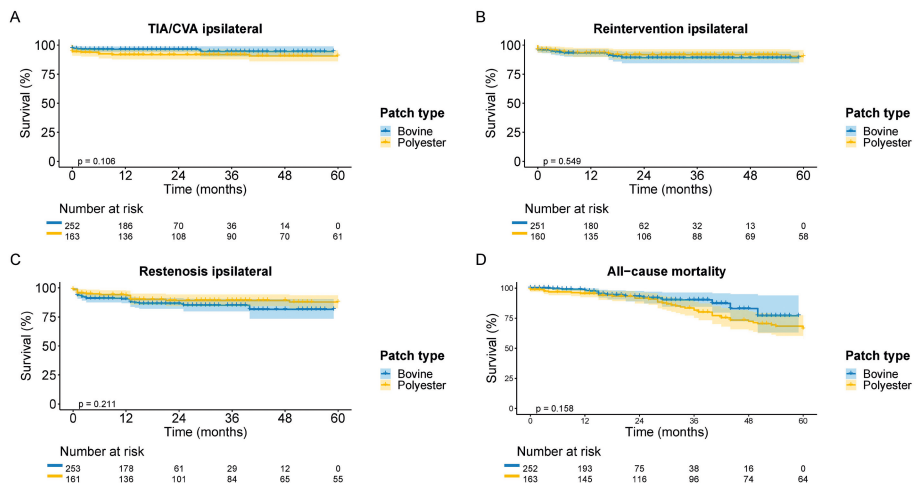 A
TIA/CVA ipsilateral
Survival (%)
100
75
50
25
0
p = 0.106
0 12 24 36 48 60
Time (months)
Patch type
Bovine
Polyester
Number at risk
252 186 70 36 14 0
163 136 108 90 70 61
B
Reintervention ipsilateral
Survival (%)
100
75
50
25
0
p = 0.549
0 12 24 36 48 60
Time (months)
Patch type
Bovine
Polyester
Number at risk
251 180 62 32 13 0
160 135 106 88 69 58
C
Restenosis ipsilateral
Survival (%)
100
75
50
25
0
p = 0.211
0 12 24 36 48 60
Time (months)
Patch type
Bovine
Polyester
Number at risk
253 178 61 29 12 0
161 136 101 84 65 55
D
All−cause mortality
Survival (%)
100
75
50
25
0
p = 0.158
0 12 24 36 48 60
Time (months)
Patch type
Bovine
Polyester
Number at risk
252 193 75 38 16 0
163 145 116 96 74 64